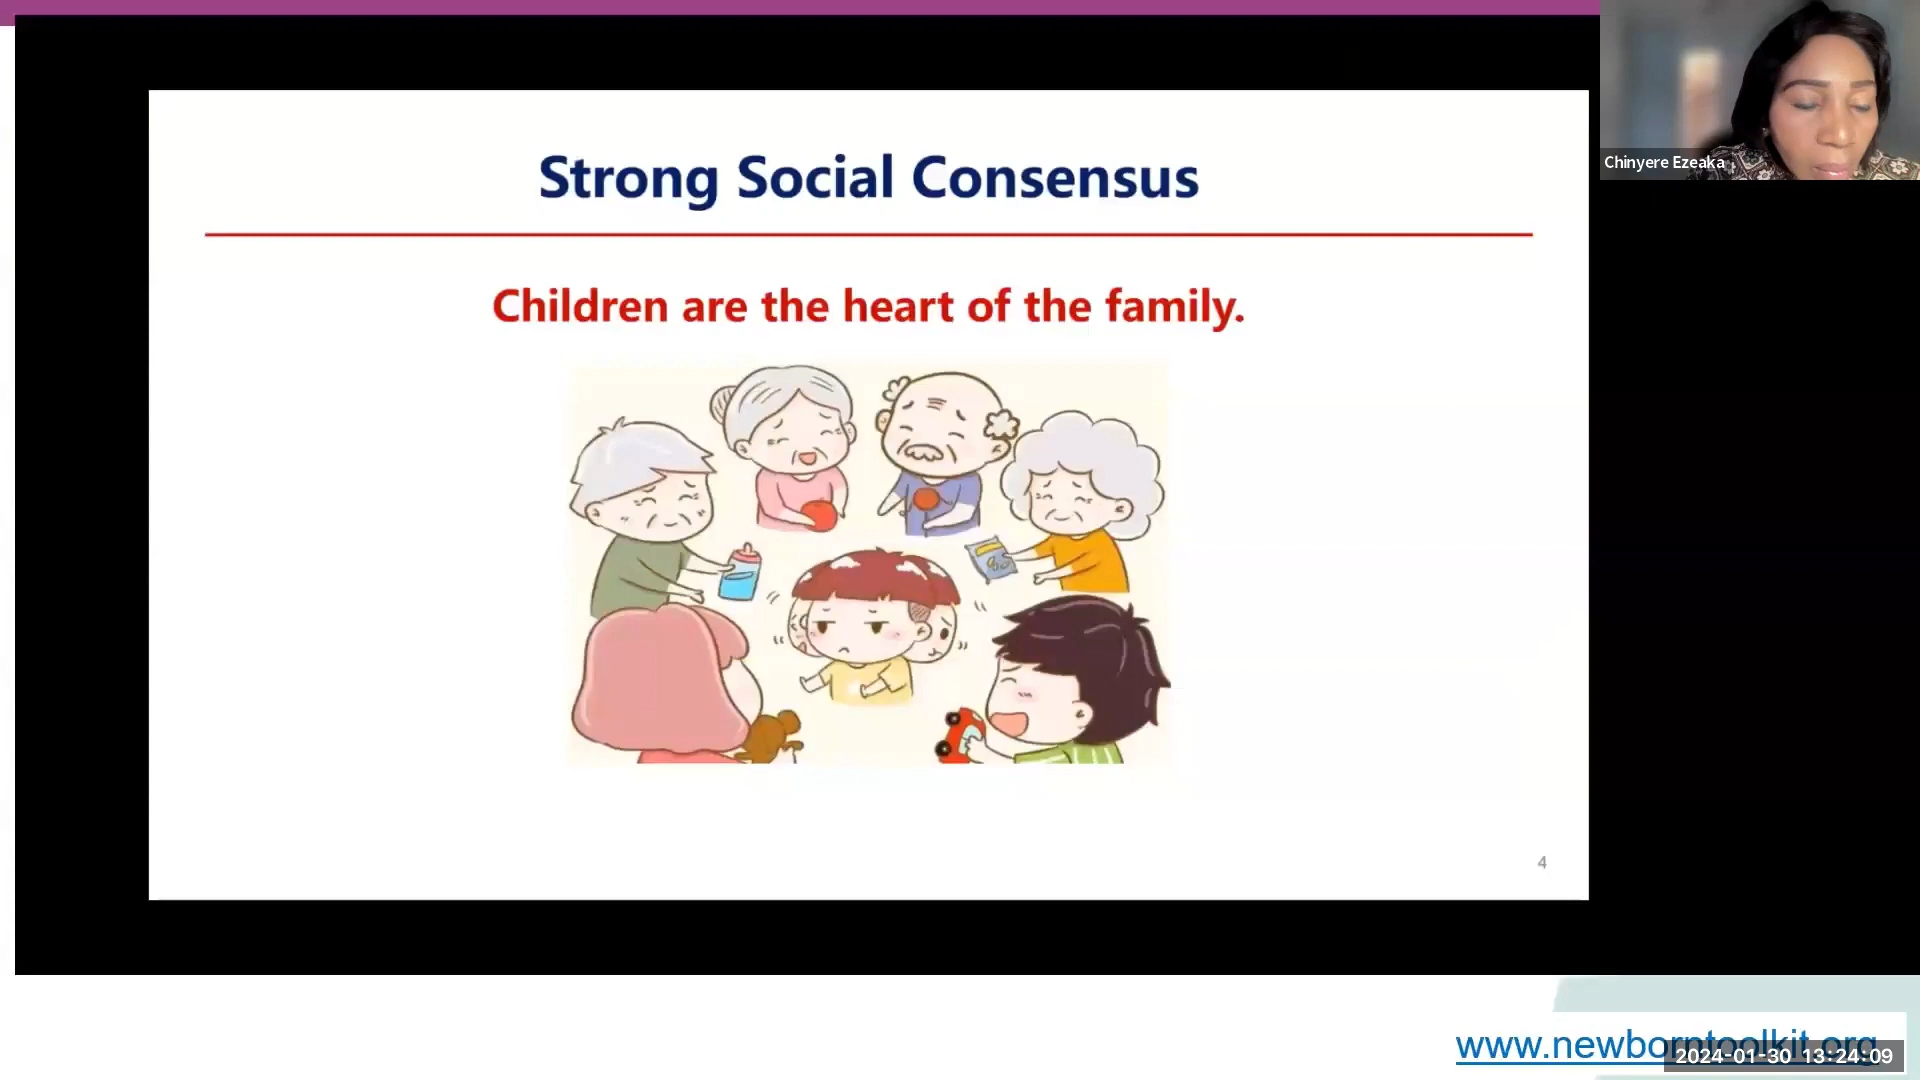 Strong Social Consensus
Children are the heart of the family.
4
Chinyere Ezeaka
www.newborntoolkit.org
2024-01-30 13:24:09